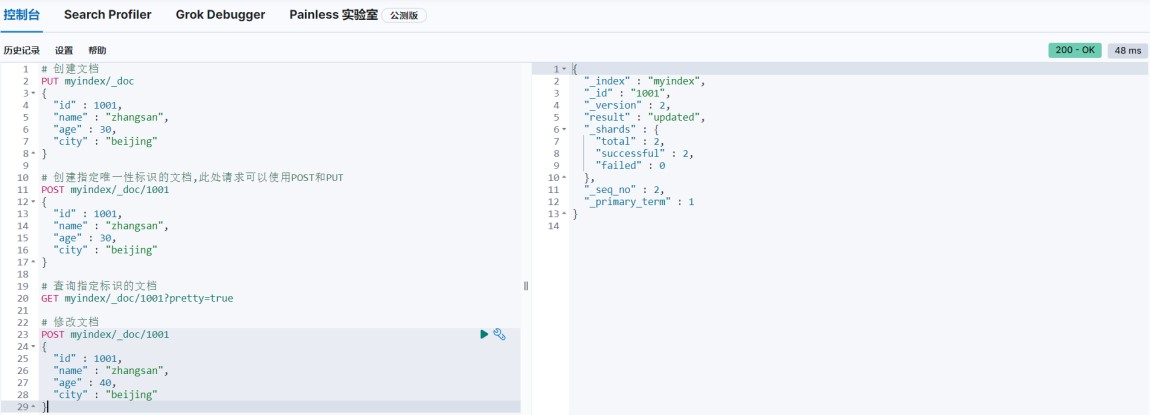 控制台 Search Profiler Grok Debugger Painless 实验室 公测版
历史记录 设置 帮助 200 - OK 48 ms
1 # 创建文档
2 PUT myindex/_doc
3 {
4 "id" : 1001,
5 "name" : "zhangsan",
6 "age" : 30,
7 "city" : "beijing"
8 }
9
10 # 创建指定唯一性标识的文档,此处请求可以使用POST和PUT
11 POST myindex/_doc/1001
12 {
13 "id" : 1001,
14 "name" : "zhangsan",
15 "age" : 30,
16 "city" : "beijing"
17 }
18
19 # 查询指定标识的文档
20 GET myindex/_doc/1001?pretty=true
21
22 # 修改文档
23 POST myindex/_doc/1001
24 {
25 "id" : 1001,
26 "name" : "zhangsan",
27 "age" : 40,
28 "city" : "beijing"
29 }
1 {
2 "_index" : "myindex",
3 "_id" : "1001",
4 "_version" : 2,
5 "result" : "updated",
6 "_shards" : {
7 "total" : 2,
8 "successful" : 2,
9 "failed" : 0
10 },
11 "_seq_no" : 2,
12 "_primary_term" : 1
13 }
14